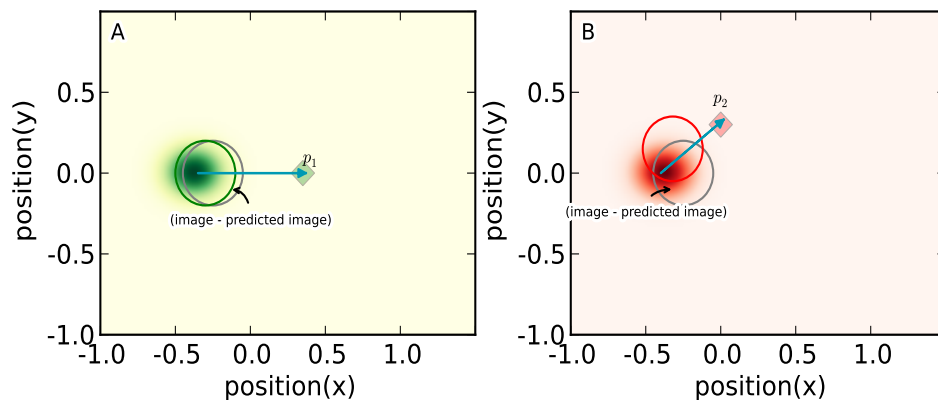 A
B
position(y)
0.5
0.0
-0.5
-1.0
p1
(image - predicted image)
-1.0 -0.5 0.0 0.5 1.0
position(x)
position(y)
0.5
0.0
-0.5
-1.0
p2
(image - predicted image)
-1.0 -0.5 0.0 0.5 1.0
position(x)